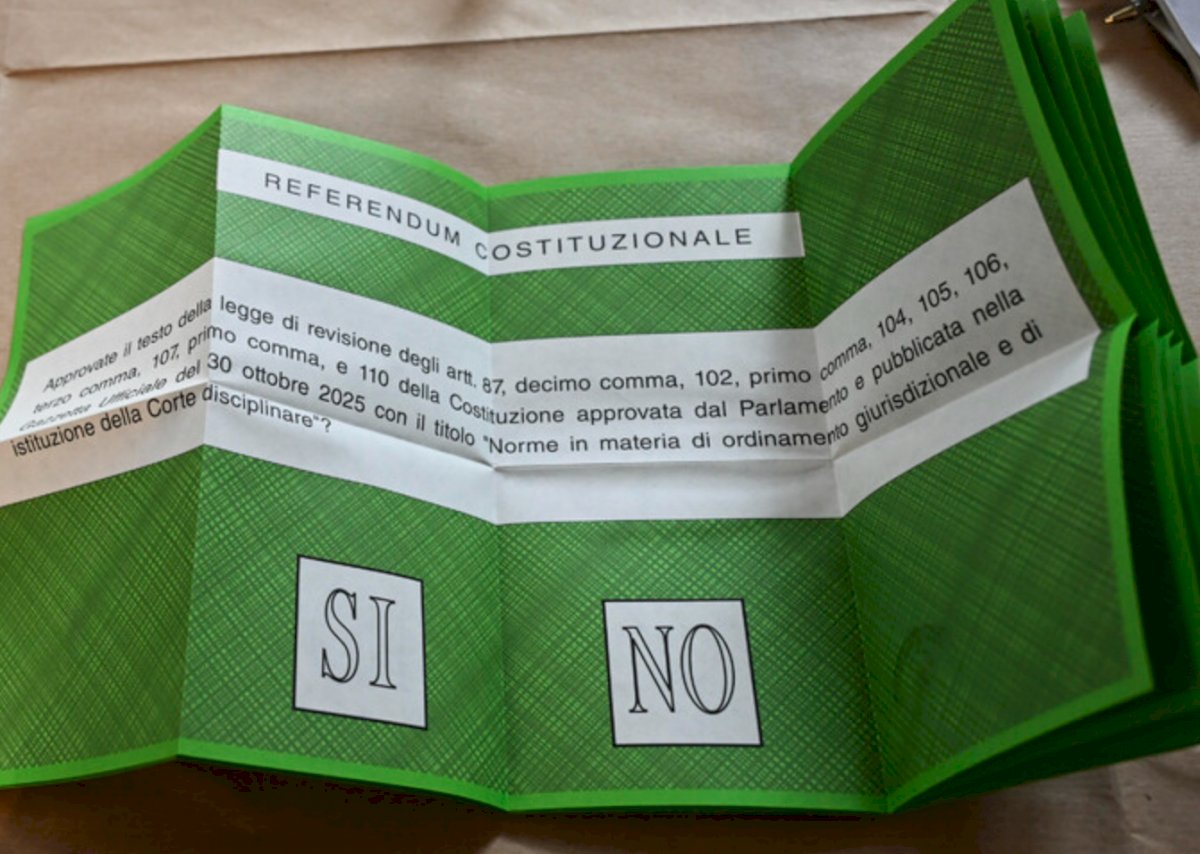 REFERENDUM COSTITUZIONALE
Approvate il testo della legge di revisione degli artt. 87, decimo comma, 102, primo comma, 104, 105, 106,
terzo comma, 107, primo comma, e 110 della Costituzione approvata dal Parlamento e pubblicata nella
Gazzetta Ufficiale del 30 ottobre 2025 con il titolo "Norme in materia di ordinamento giurisdizionale e di
istituzione della Corte disciplinare"?
SI NO